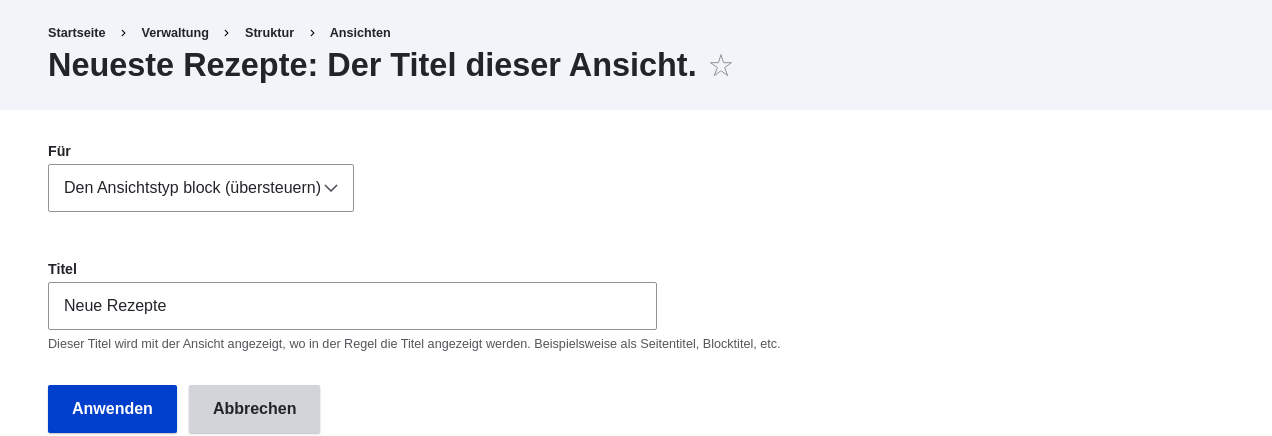 Startseite > Verwaltung > Struktur > Ansichten
Neueste Rezepte: Der Titel dieser Ansicht. ☆
Für
Den Ansichtstyp block (übersteuern)
Titel
Neue Rezepte
Dieser Titel wird mit der Ansicht angezeigt, wo in der Regel die Titel angezeigt werden. Beispielsweise als Seitentitel, Blocktitel, etc.
Anwenden Abbrechen